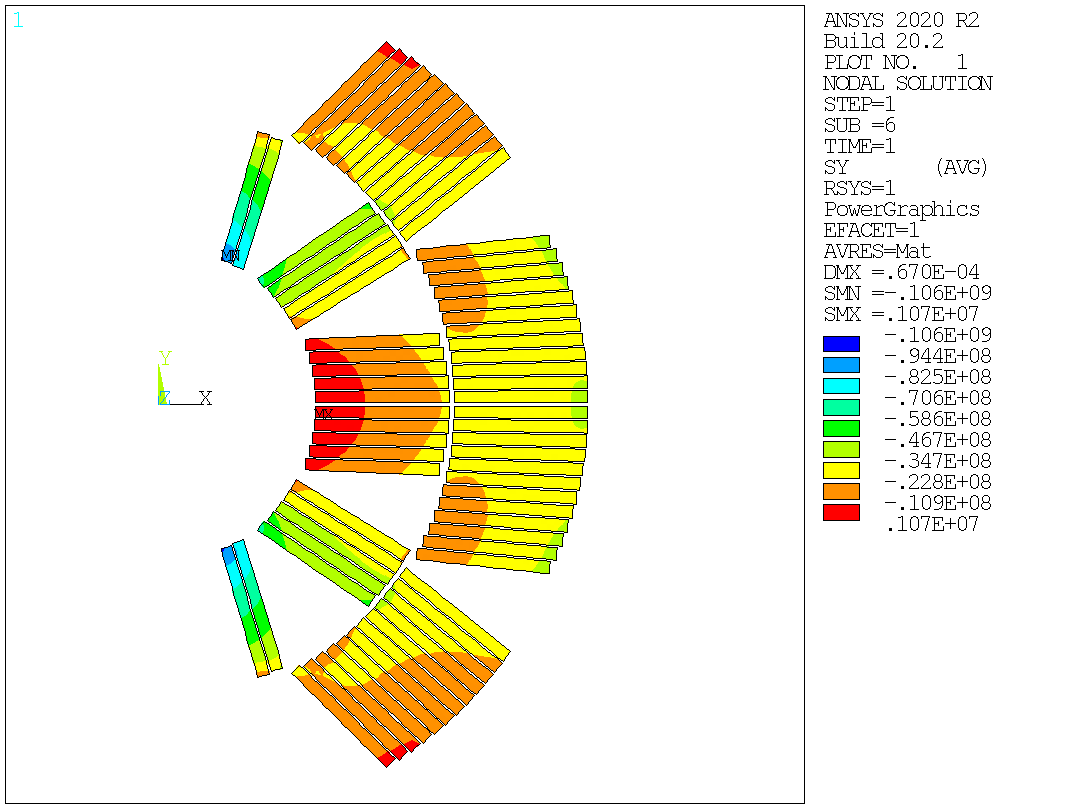 1
ANSYS 2020 R2
Build 20.2
PLOT NO.   1
NODAL SOLUTION
STEP=1
SUB =6
TIME=1
SY       (AVG)
RSYS=1
PowerGraphics
EFACET=1
AVRES=Mat
DMX =.670E-04
SMN =-.106E+09
SMX =.107E+07
-.106E+09
-.944E+08
-.825E+08
-.706E+08
-.586E+08
-.467E+08
-.347E+08
-.228E+08
-.109E+08
.107E+07
MN
Y
Z X
MX